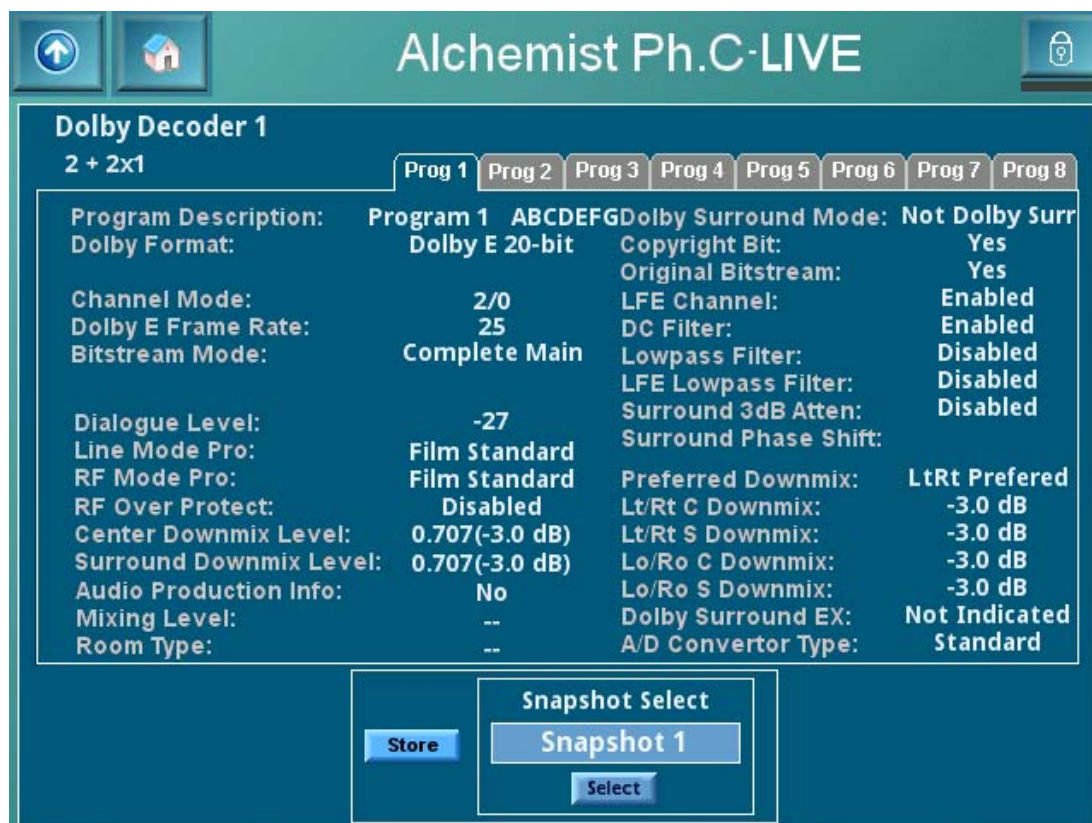 Alchemist Ph.C-LIVE
Dolby Decoder 1
2 + 2x1
Prog 1 Prog 2 Prog 3 Prog 4 Prog 5 Prog 6 Prog 7 Prog 8
Program Description: Program 1 ABCDEFG
Dolby Format: Dolby E 20-bit
Channel Mode: 2/0
Dolby E Frame Rate: 25
Bitstream Mode: Complete Main
Dialogue Level: -27
Line Mode Pro: Film Standard
RF Mode Pro: Film Standard
RF Over Protect: Disabled
Center Downmix Level: 0.707(-3.0 dB)
Surround Downmix Level: 0.707(-3.0 dB)
Audio Production Info: No
Mixing Level: --
Room Type: --
Dolby Surround Mode: Not Dolby Surr
Copyright Bit: Yes
Original Bitstream: Yes
LFE Channel: Enabled
DC Filter: Enabled
Lowpass Filter: Disabled
LFE Lowpass Filter: Disabled
Surround 3dB Atten: Disabled
Surround Phase Shift:
Preferred Downmix: LtRt Prefered
Lt/Rt C Downmix: -3.0 dB
Lt/Rt S Downmix: -3.0 dB
Lo/Ro C Downmix: -3.0 dB
Lo/Ro S Downmix: -3.0 dB
Dolby Surround EX: Not Indicated
A/D Convertor Type: Standard
Snapshot Select
Store
Snapshot 1
Select